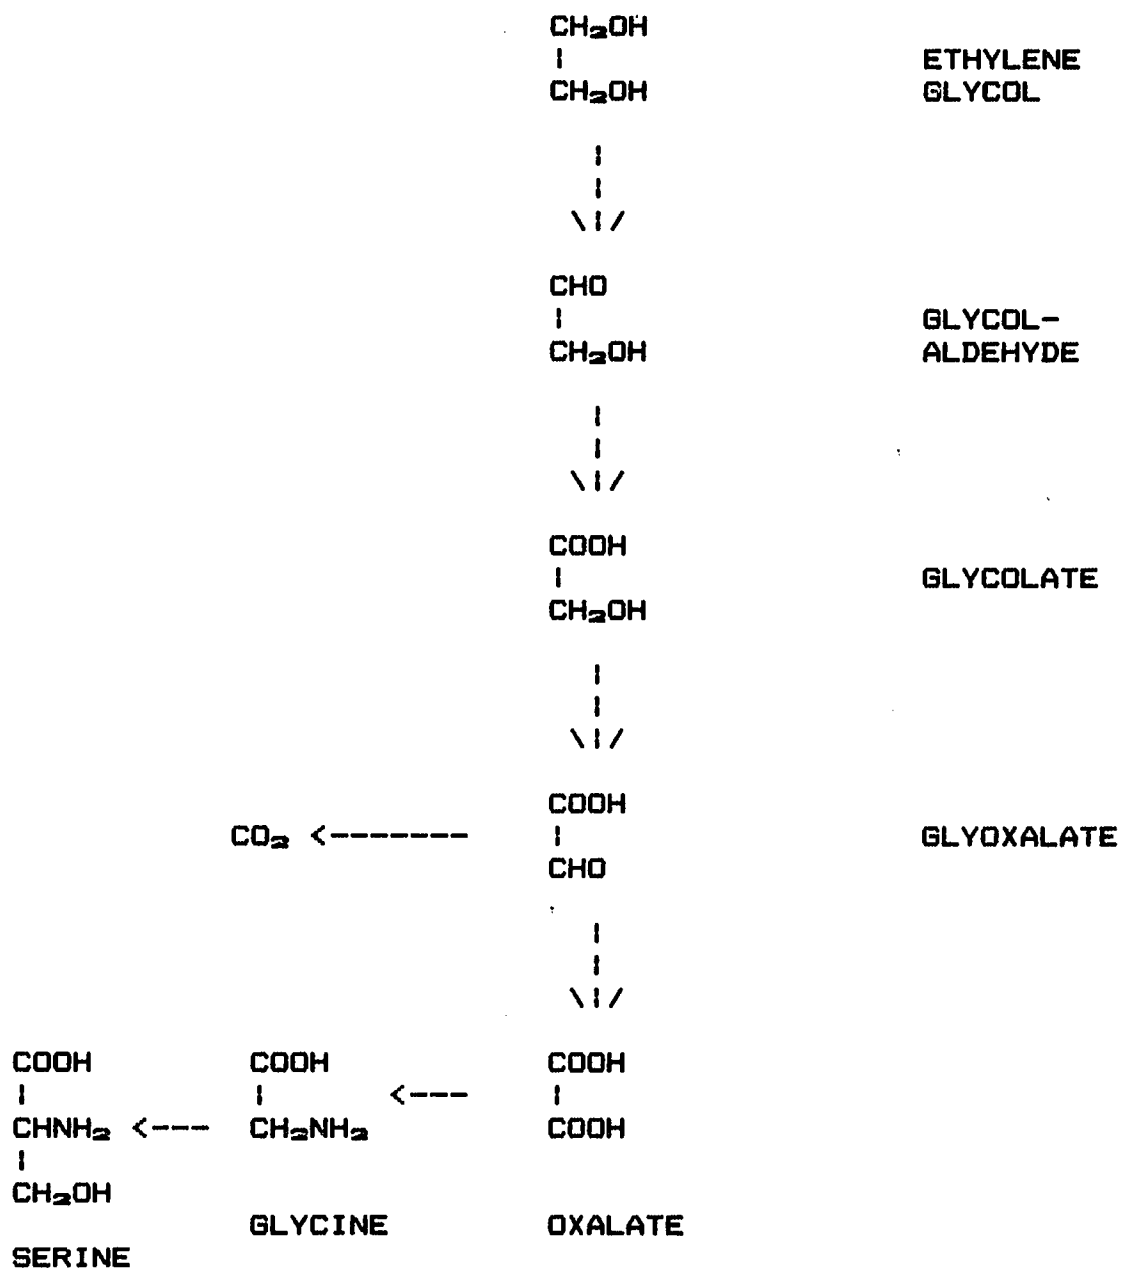 CH₂OH
|
CH₂OH
ETHYLENE
GLYCOL
|
|
\|/
CHO
|
CH₂OH
GLYCOL-
ALDEHYDE
|
|
\|/
COOH
|
CH₂OH
GLYCOLATE
|
|
\|/
COOH
|
CHO
CO₂ <-------
GLYOXALATE
|
|
\|/
COOH
|
CHNH₂ <---
|
CH₂OH
SERINE
COOH
| <---
CH₂NH₂
GLYCINE
COOH
|
COOH
OXALATE